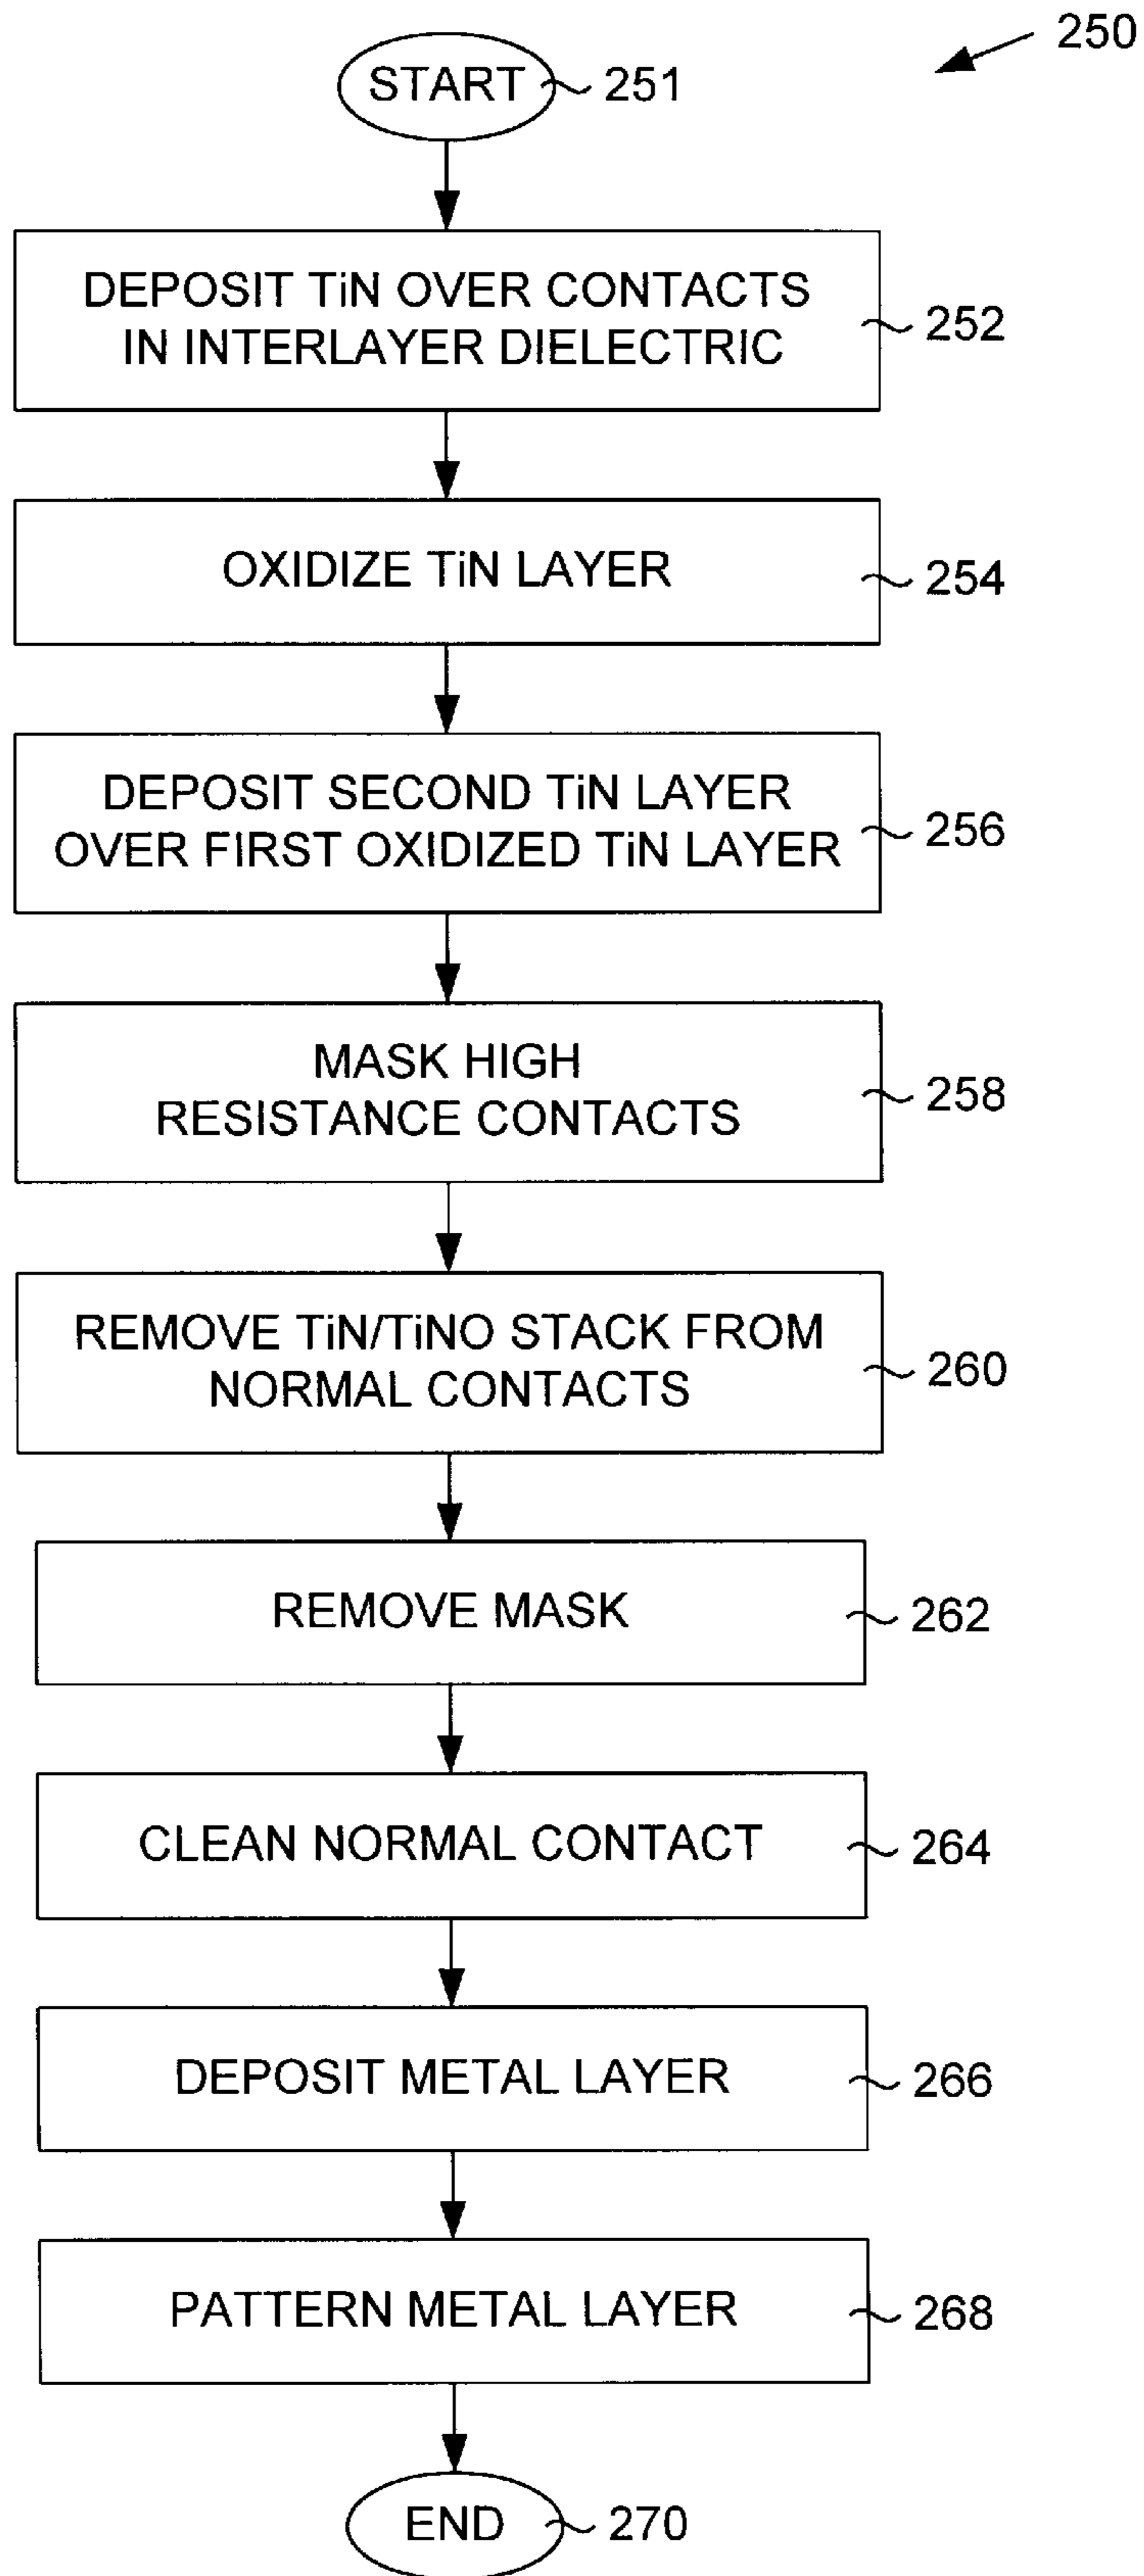 250
START 251
DEPOSIT TiN OVER CONTACTS
IN INTERLAYER DIELECTRIC
252
OXIDIZE TiN LAYER 254
DEPOSIT SECOND TiN LAYER
OVER FIRST OXIDIZED TiN LAYER
256
MASK HIGH
RESISTANCE CONTACTS
258
REMOVE TiN/TiNO STACK FROM
NORMAL CONTACTS
260
REMOVE MASK 262
CLEAN NORMAL CONTACT 264
DEPOSIT METAL LAYER 266
PATTERN METAL LAYER 268
END 270